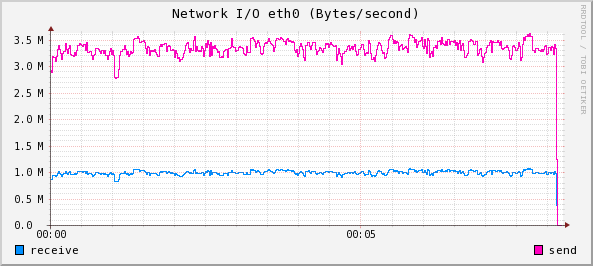 Network I/O eth0 (Bytes/second)
RRDTOOL / TOBI OETIKER
3.5 M
3.0 M
2.5 M
2.0 M
1.5 M
1.0 M
0.5 M
0.0
00:00 00:05
receive send